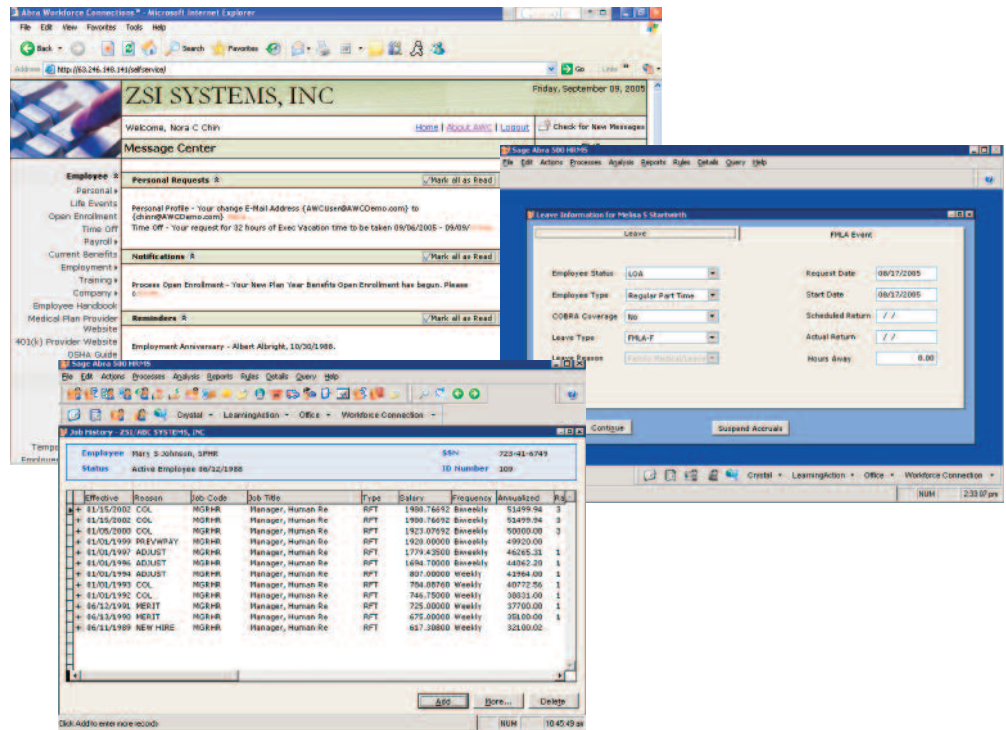 Abra Workforce Connections™ - Microsoft Internet Explorer
File Edit View Favorites Tools Help
Back Search Favorites
Address http://63.246.148.141/selfservice/ Go Links
ZSI SYSTEMS, INC
Friday, September 09, 2005
Welcome, Nora C Chin
Home | About AWC | Logout
Check for New Messages
Message Center
Employee
Personal
Life Events
Open Enrollment
Time Off
Payroll
Current Benefits
Employment
Training
Company
Employee Handbook
Medical Plan Provider
Website
401(k) Provider Website
OSHA Guide
Personal Requests
Mark all as Read
Personal Profile - Your change E-Mail Address {AWCUser@AWCDemo.com} to
{chinn@AWCDemo.com}
Time Off - Your request for 32 hours of Exec Vacation time to be taken 09/06/2005 - 09/09/
Notifications
Mark all as Read
Process Open Enrollment - Your New Plan Year Benefits Open Enrollment has begun. Please
Reminders
Mark all as Read
Employment Anniversary - Albert Albright, 10/30/1988.
Sage Abra 500 HRMS
File Edit Actions Processes Analysis Reports Rules Details Query Help
Leave Information for Melisa S Startworth
Leave
FMLA Event
Employee Status LOA
Employee Type Regular Part Time
COBRA Coverage No
Leave Type FMLA-F
Leave Reason Family Medical Leave
Request Date 08/17/2005
Start Date 08/17/2005
Scheduled Return / /
Actual Return / /
Hours Away 0.00
Continue
Suspend Accruals
Crystal LearningAction Office Workforce Connection
NUM 2:33:07 pm
Sage Abra 500 HRMS
File Edit Actions Processes Analysis Reports Rules Details Query Help
Crystal LearningAction Office Workforce Connection
Job History - ZSI/ABC SYSTEMS, INC
Employee Mary S Johnson, SPHR
SSN 723-41-6749
Status Active Employee 06/12/1988
ID Number 109
Effective Reason Job Code Job Title Type Salary Frequency Annualized Ra
+ 01/15/2002 COL MGRHR Manager, Human Re RFT 1980.76692 Biweekly 51499.94 3
+ 01/15/2002 COL MGRHR Manager, Human Re RFT 1980.76692 Biweekly 51499.94 3
+ 01/05/2000 COL MGRHR Manager, Human Re RFT 1923.07692 Biweekly 50000.00 3
+ 01/01/1999 PREVWPAY MGRHR Manager, Human Re RFT 1920.00000 Biweekly 49920.00
+ 01/01/1997 ADJUST MGRHR Manager, Human Re RFT 1779.43500 Biweekly 46265.31 1
+ 01/01/1996 ADJUST MGRHR Manager, Human Re RFT 1694.70000 Biweekly 44062.20 1
+ 01/01/1994 ADJUST MGRHR Manager, Human Re RFT 807.00000 Weekly 41964.00 1
+ 01/01/1993 COL MGRHR Manager, Human Re RFT 784.08760 Weekly 40772.56 1
+ 01/01/1992 COL MGRHR Manager, Human Re RFT 746.75000 Weekly 38831.00 1
+ 06/12/1991 MERIT MGRHR Manager, Human Re RFT 725.00000 Weekly 37700.00 1
+ 06/13/1990 MERIT MGRHR Manager, Human Re RFT 675.00000 Weekly 35100.00 1
+ 06/11/1989 NEW HIRE MGRHR Manager, Human Re RFT 617.30800 Weekly 32100.02
Add
More...
Delete
Click Add to enter more records
NUM 10:45:49 am